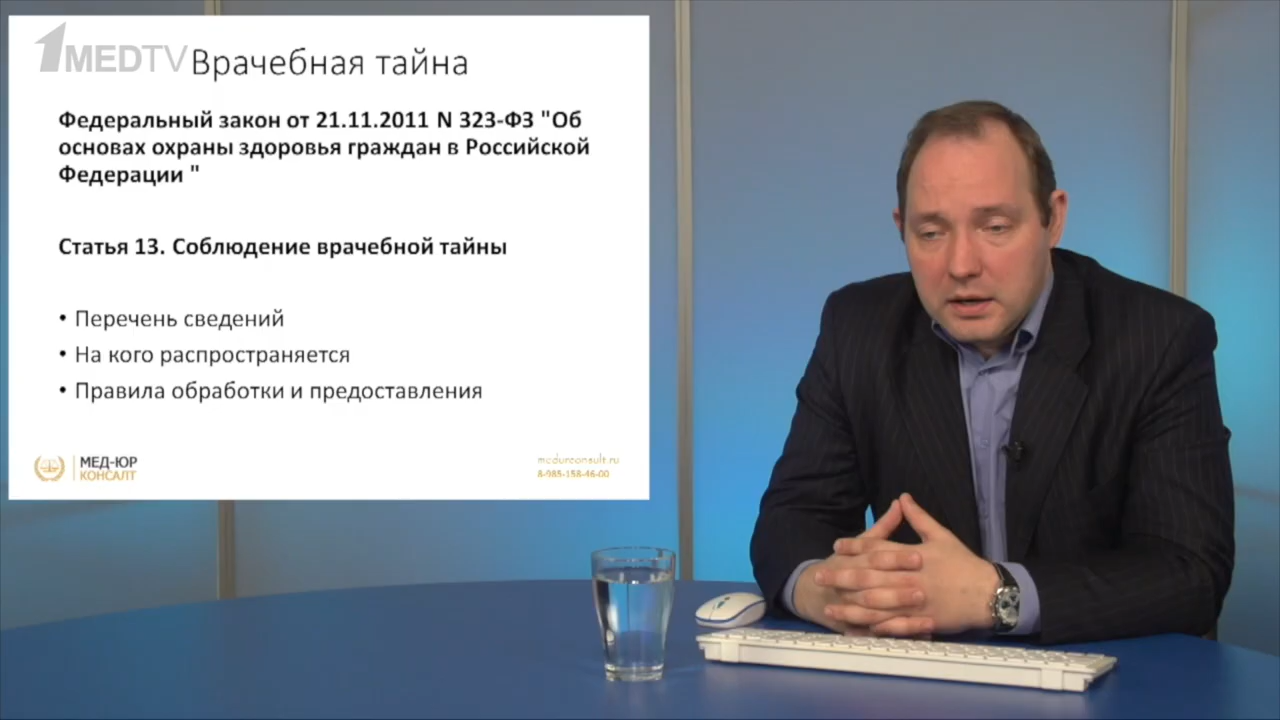 1MEDTV
Врачебная тайна
Федеральный закон от 21.11.2011 N 323-ФЗ "Об
основах охраны здоровья граждан в Российской
Федерации "
Статья 13. Соблюдение врачебной тайны
• Перечень сведений
• На кого распространяется
• Правила обработки и предоставления
МЕД-ЮР
КОНСАЛТ
medurconsult.ru
8-985-158-46-00